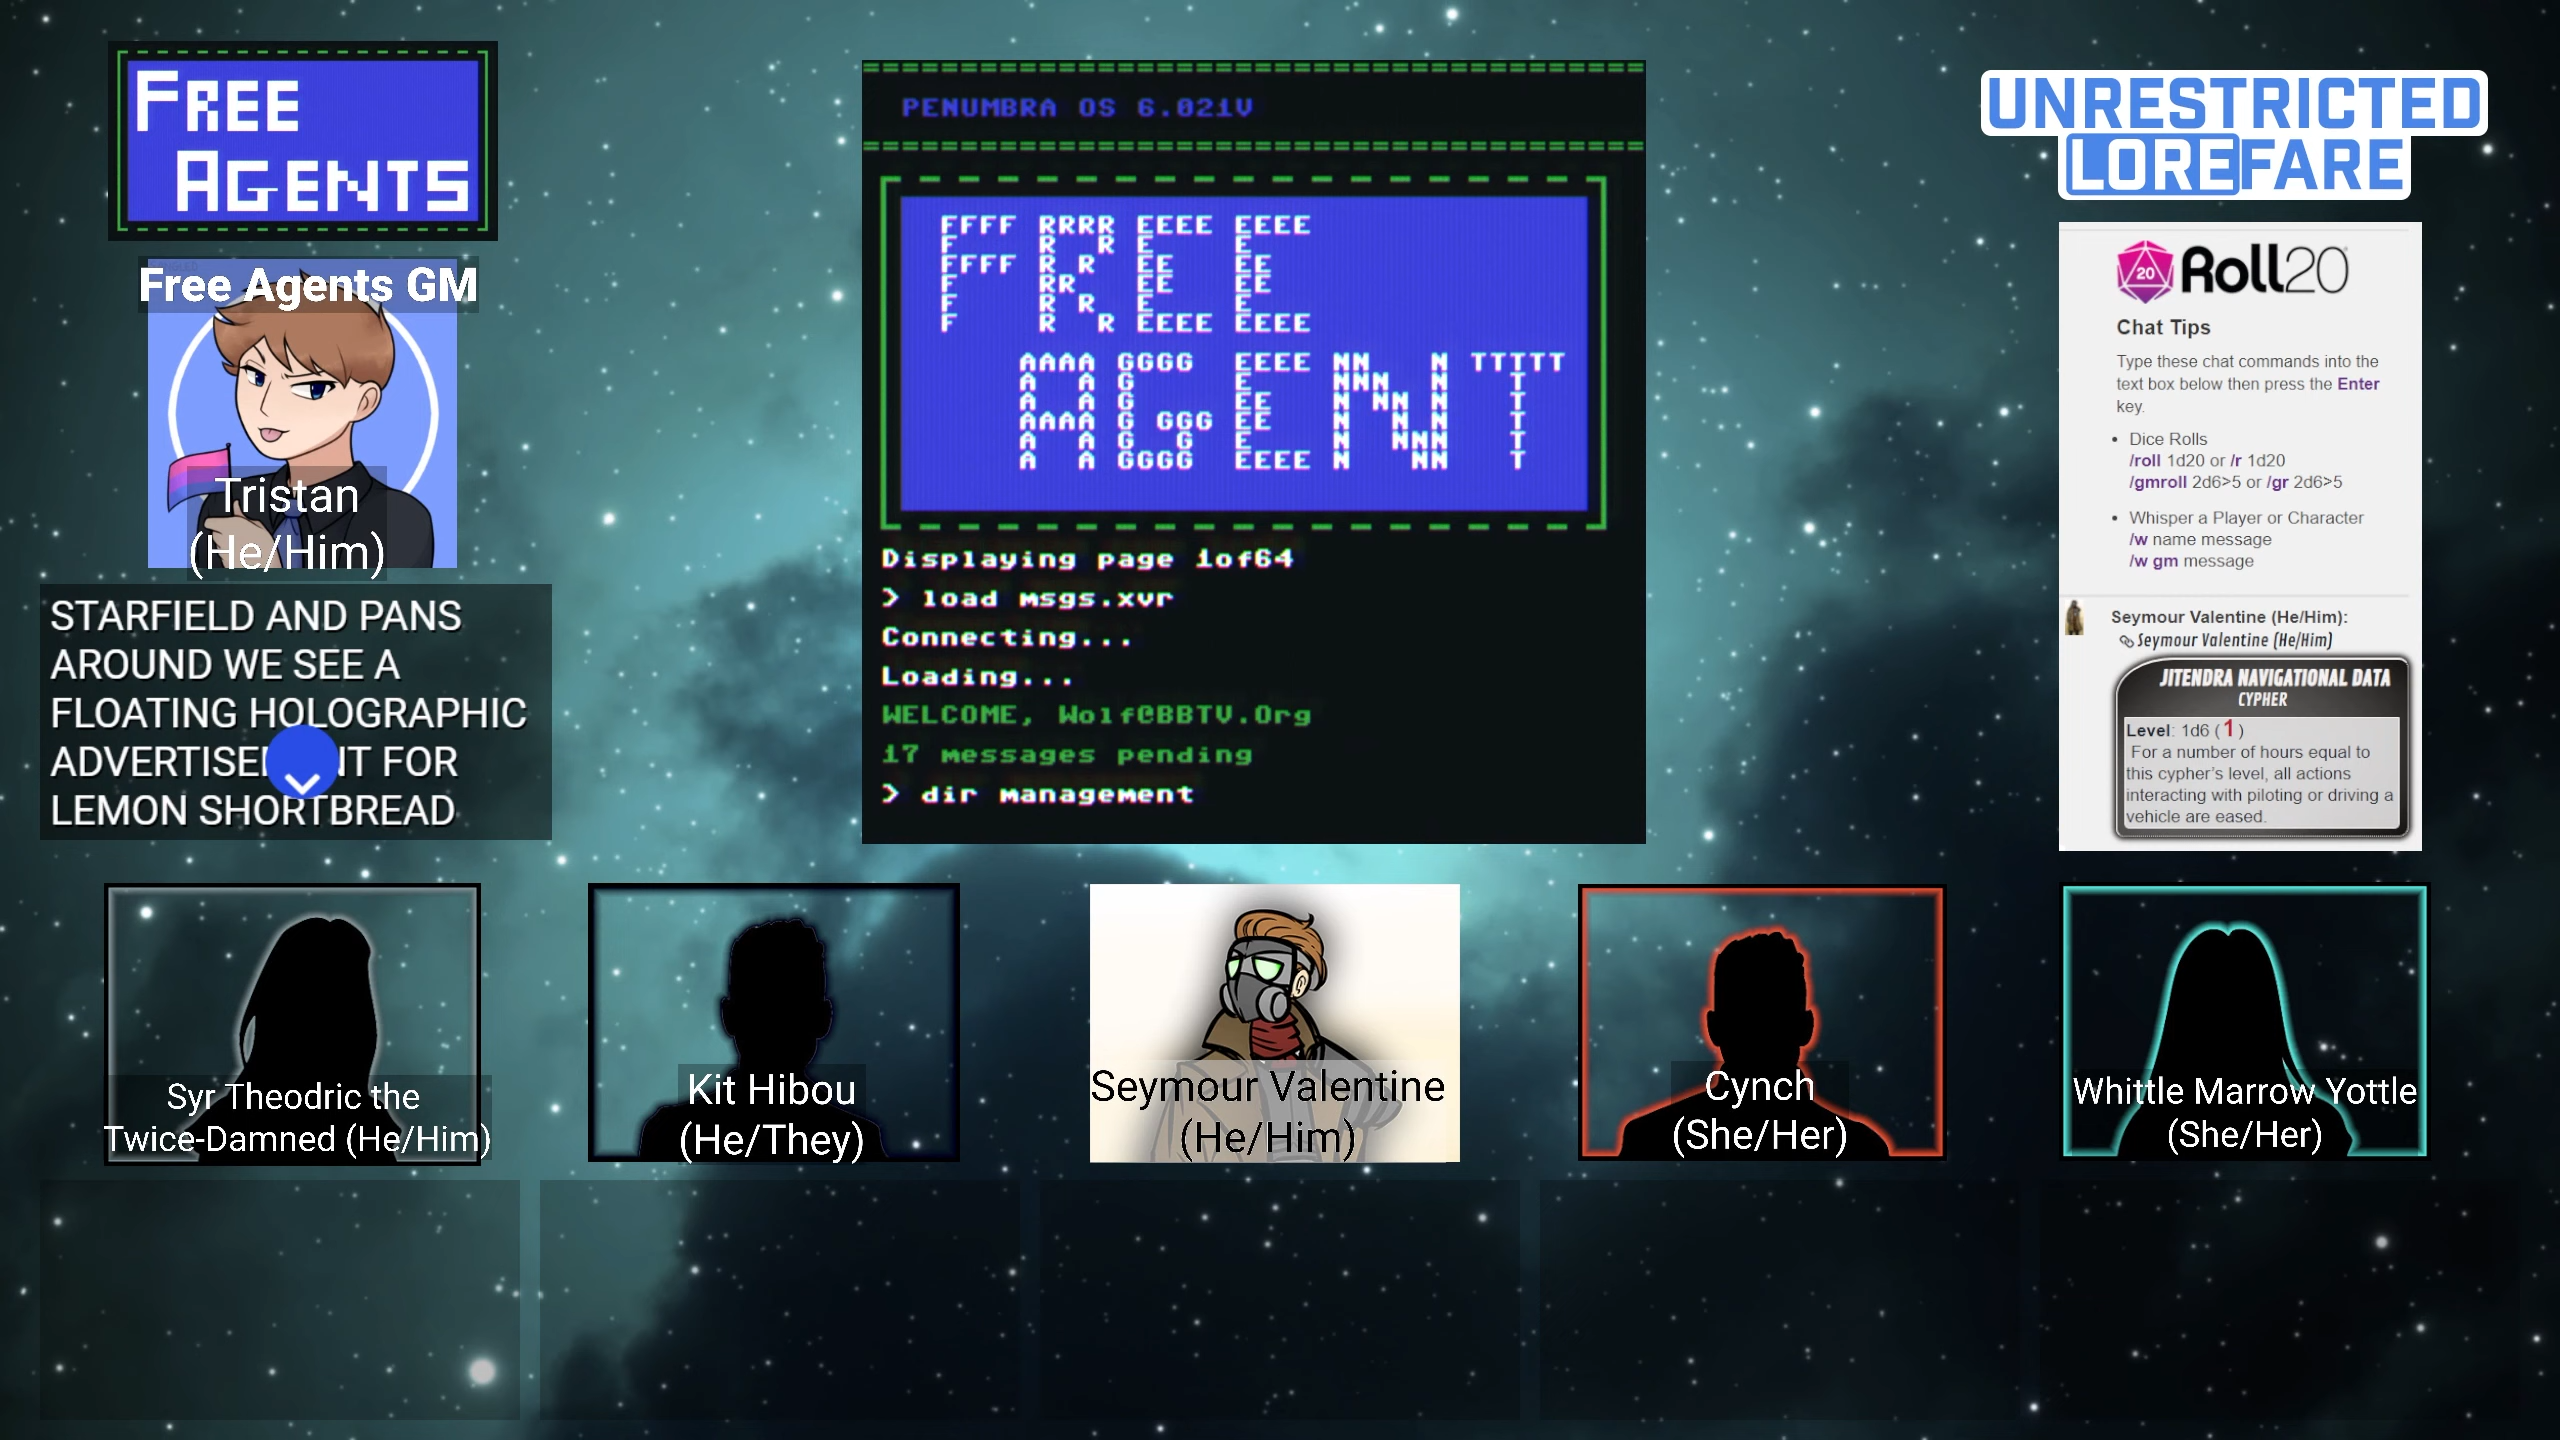 FREE
AGENTS
Free Agents GM
Tristan
(He/Him)
STARFIELD AND PANS
AROUND WE SEE A
FLOATING HOLOGRAPHIC
FOR
LEMON SHORTBREAD
PENUMBRA OS 6.021V
FREE
AGENT
Displaying page 1of64
> load msgs.xvr
Connecting...
Loading...
WELCOME, Wolf@BBTV.Org
17 messages pending
> dir management
UNRESTRICTED
LOREFARE
20 Roll20
Chat Tips
Type these chat commands into the
text box below then press the Enter
key.
• Dice Rolls
/roll 1d20 or /r 1d20
/gmroll 2d6>5 or /gr 2d6>5
• Whisper a Player or Character
/w name message
/w gm message
Seymour Valentine (He/Him):
Seymour Valentine (He/Him)
JITENDRA NAVIGATIONAL DATA
CYPHER
Level: 1d6 (1)
For a number of hours equal to
this cypher's level, all actions
interacting with piloting or driving a
vehicle are eased.
Syr Theodric the
Twice-Damned (He/Him)
Kit Hibou
(He/They)
Seymour Valentine
(He/Him)
Cynch
(She/Her)
Whittle Marrow Yottle
(She/Her)